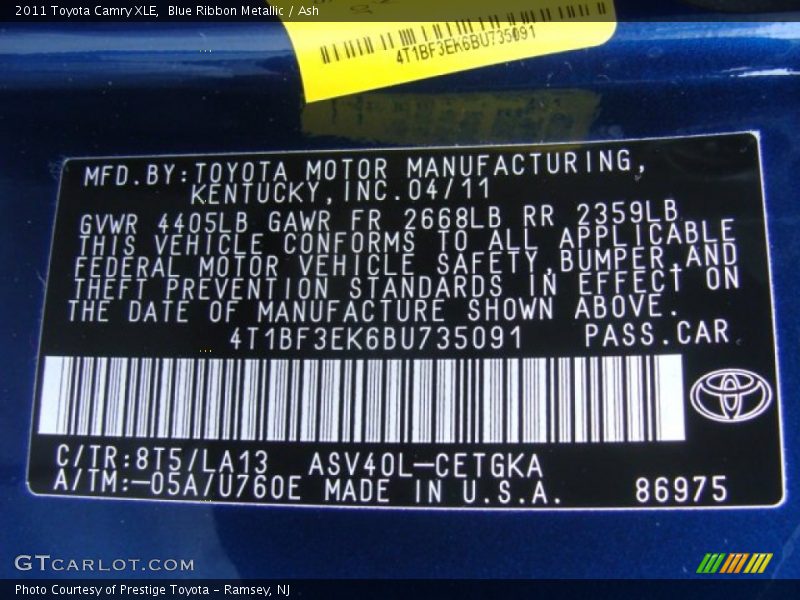 2011 Toyota Camry XLE, Blue Ribbon Metallic / Ash
4T1BF3EK6BU735091
MFD.BY:TOYOTA MOTOR MANUFACTURING,
KENTUCKY,INC.04/11
GVWR 4405LB GAWR FR 2668LB RR 2359LB
THIS VEHICLE CONFORMS TO ALL APPLICABLE
FEDERAL MOTOR VEHICLE SAFETY,BUMPER,AND
THEFT PREVENTION STANDARDS IN EFFECT ON
THE DATE OF MANUFACTURE SHOWN ABOVE.
4T1BF3EK6BU735091 PASS.CAR
C/TR:8T5/LA13 ASV40L-CETGKA
A/TM:-05A/U760E MADE IN U.S.A. 86975
GTCARLOT.COM
Photo Courtesy of Prestige Toyota - Ramsey, NJ